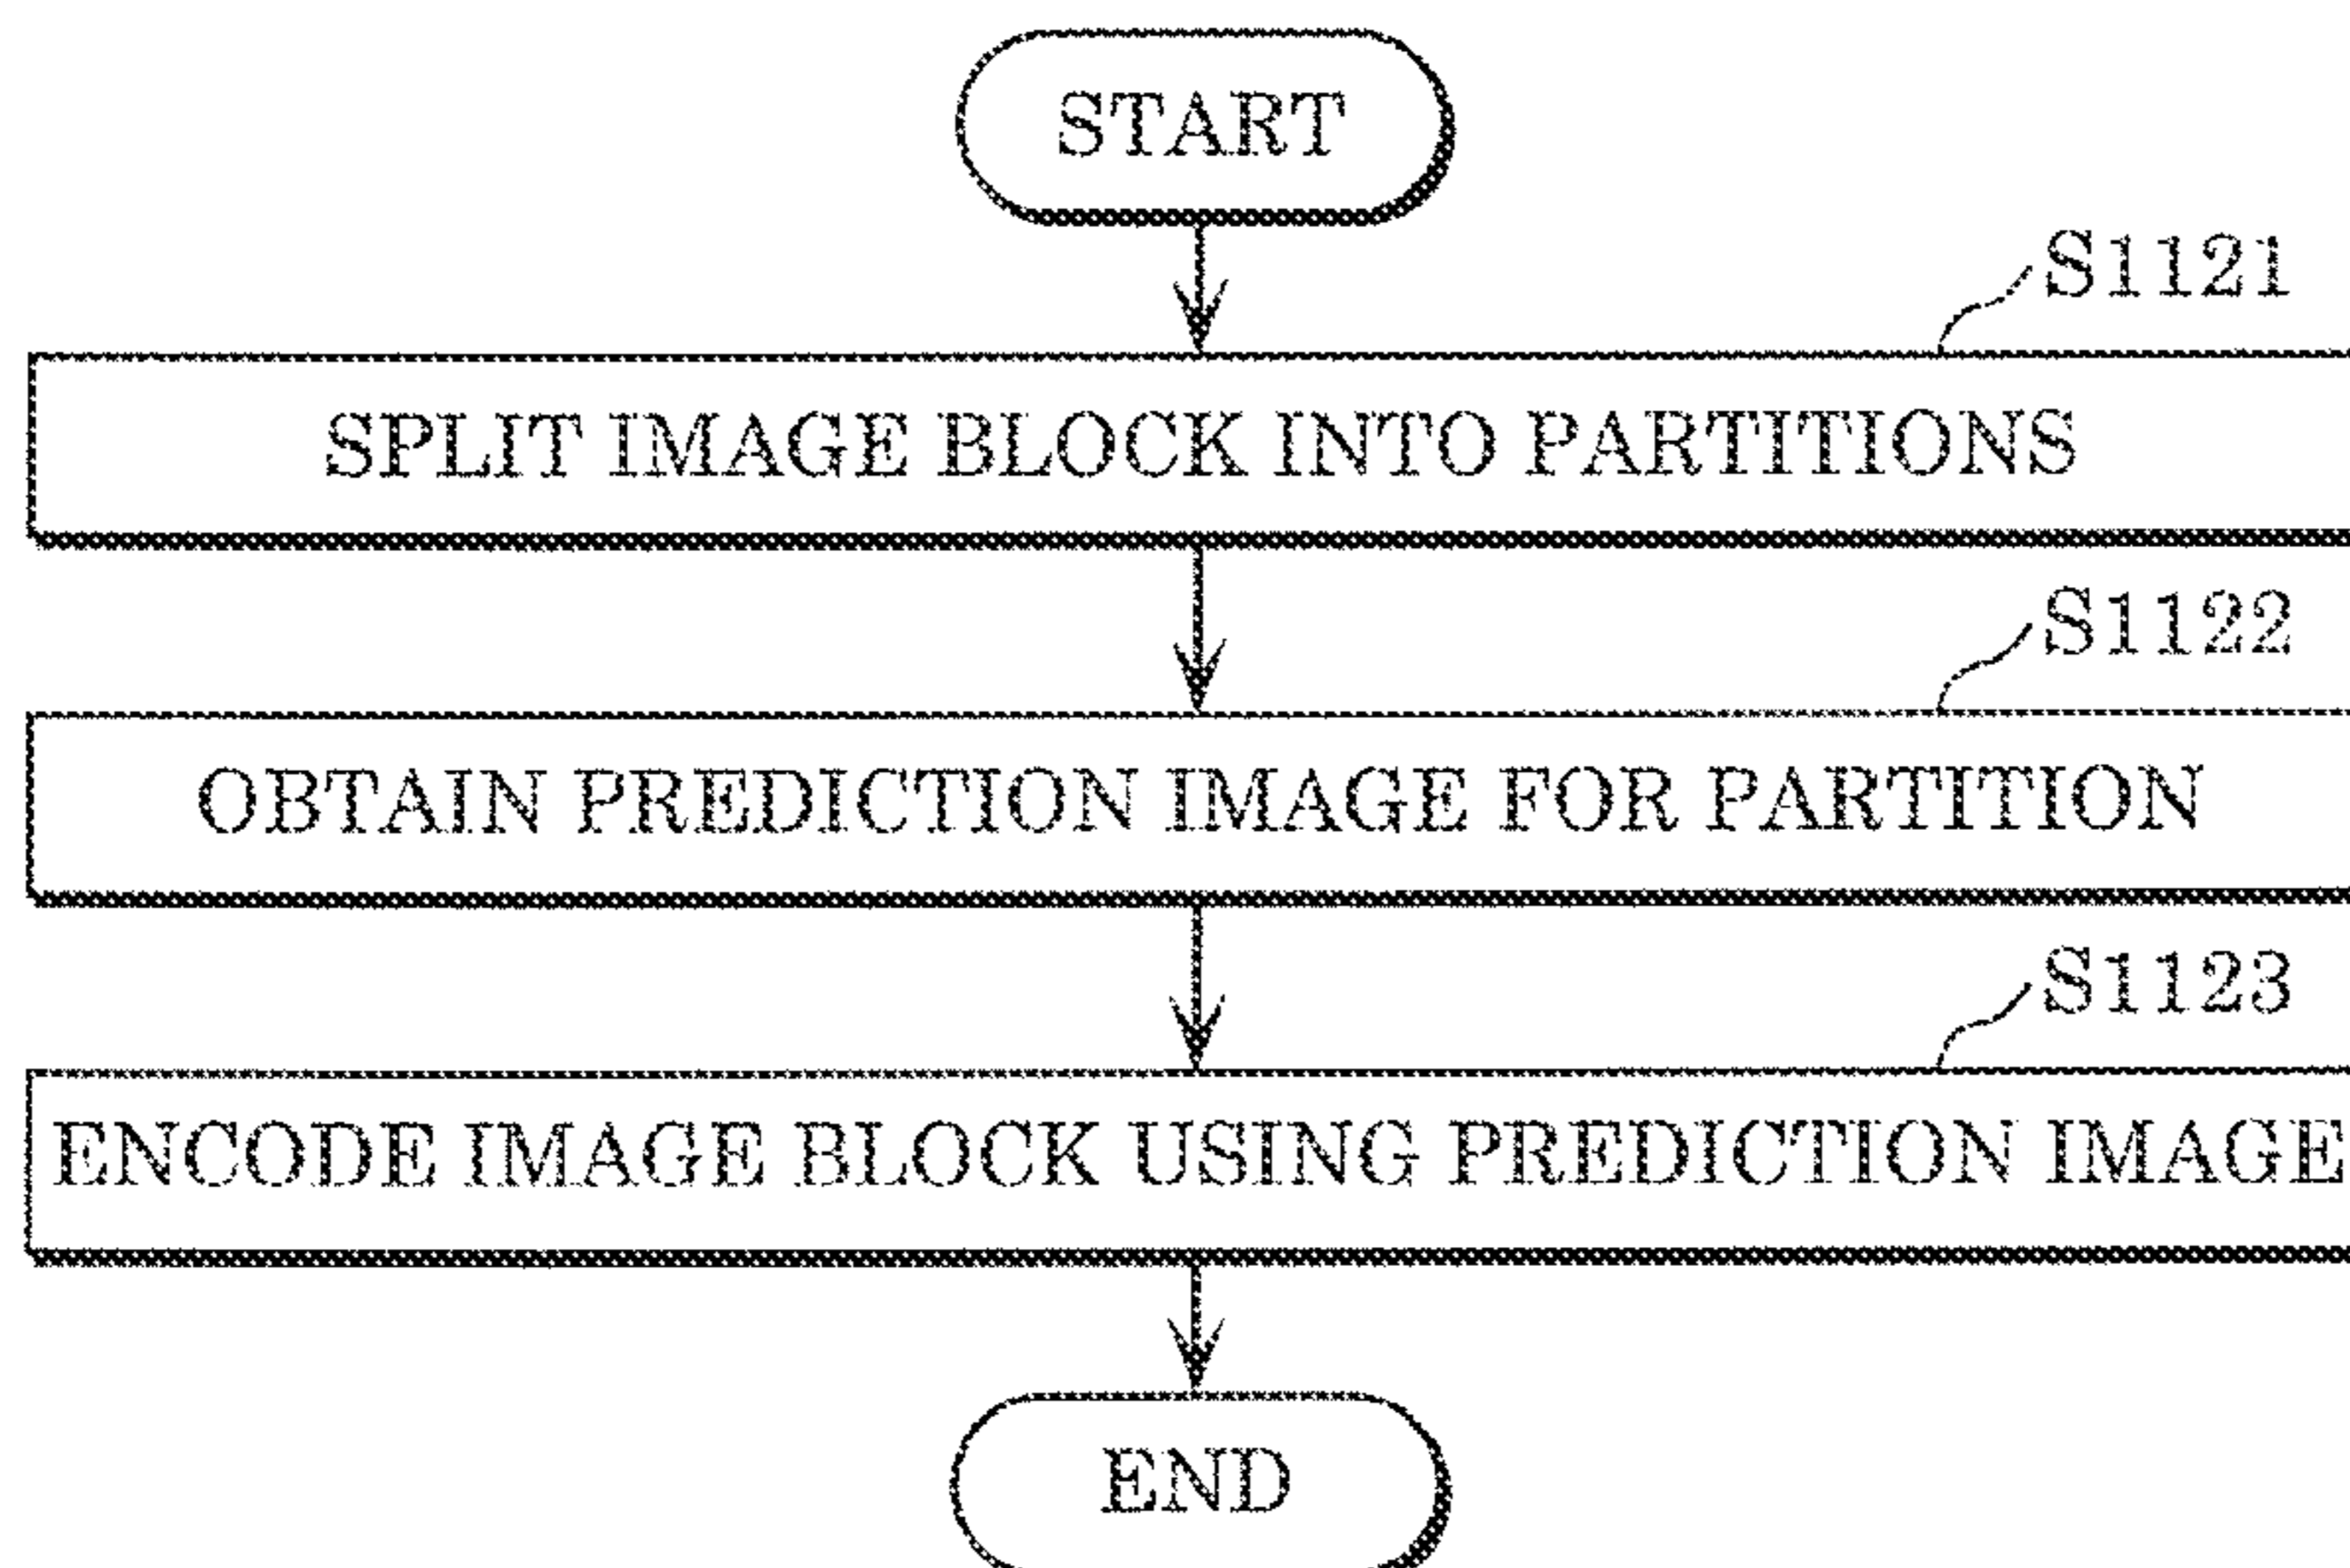 START
S1121
SPLIT IMAGE BLOCK INTO PARTITIONS
S1122
OBTAIN PREDICTION IMAGE FOR PARTITION
S1123
ENCODE IMAGE BLOCK USING PREDICTION IMAGE
END